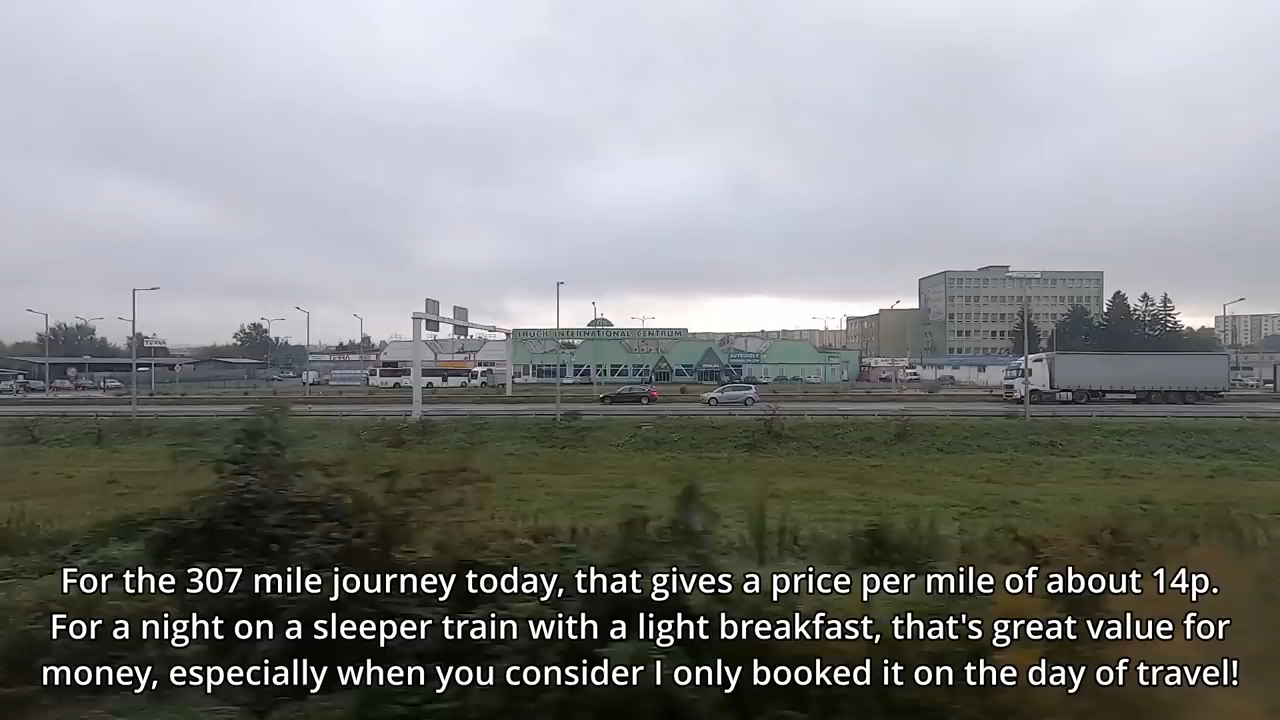 TRUCK INTERNATIONAL CENTRUM
For the 307 mile journey today, that gives a price per mile of about 14p.
For a night on a sleeper train with a light breakfast, that's great value for
money, especially when you consider I only booked it on the day of travel!